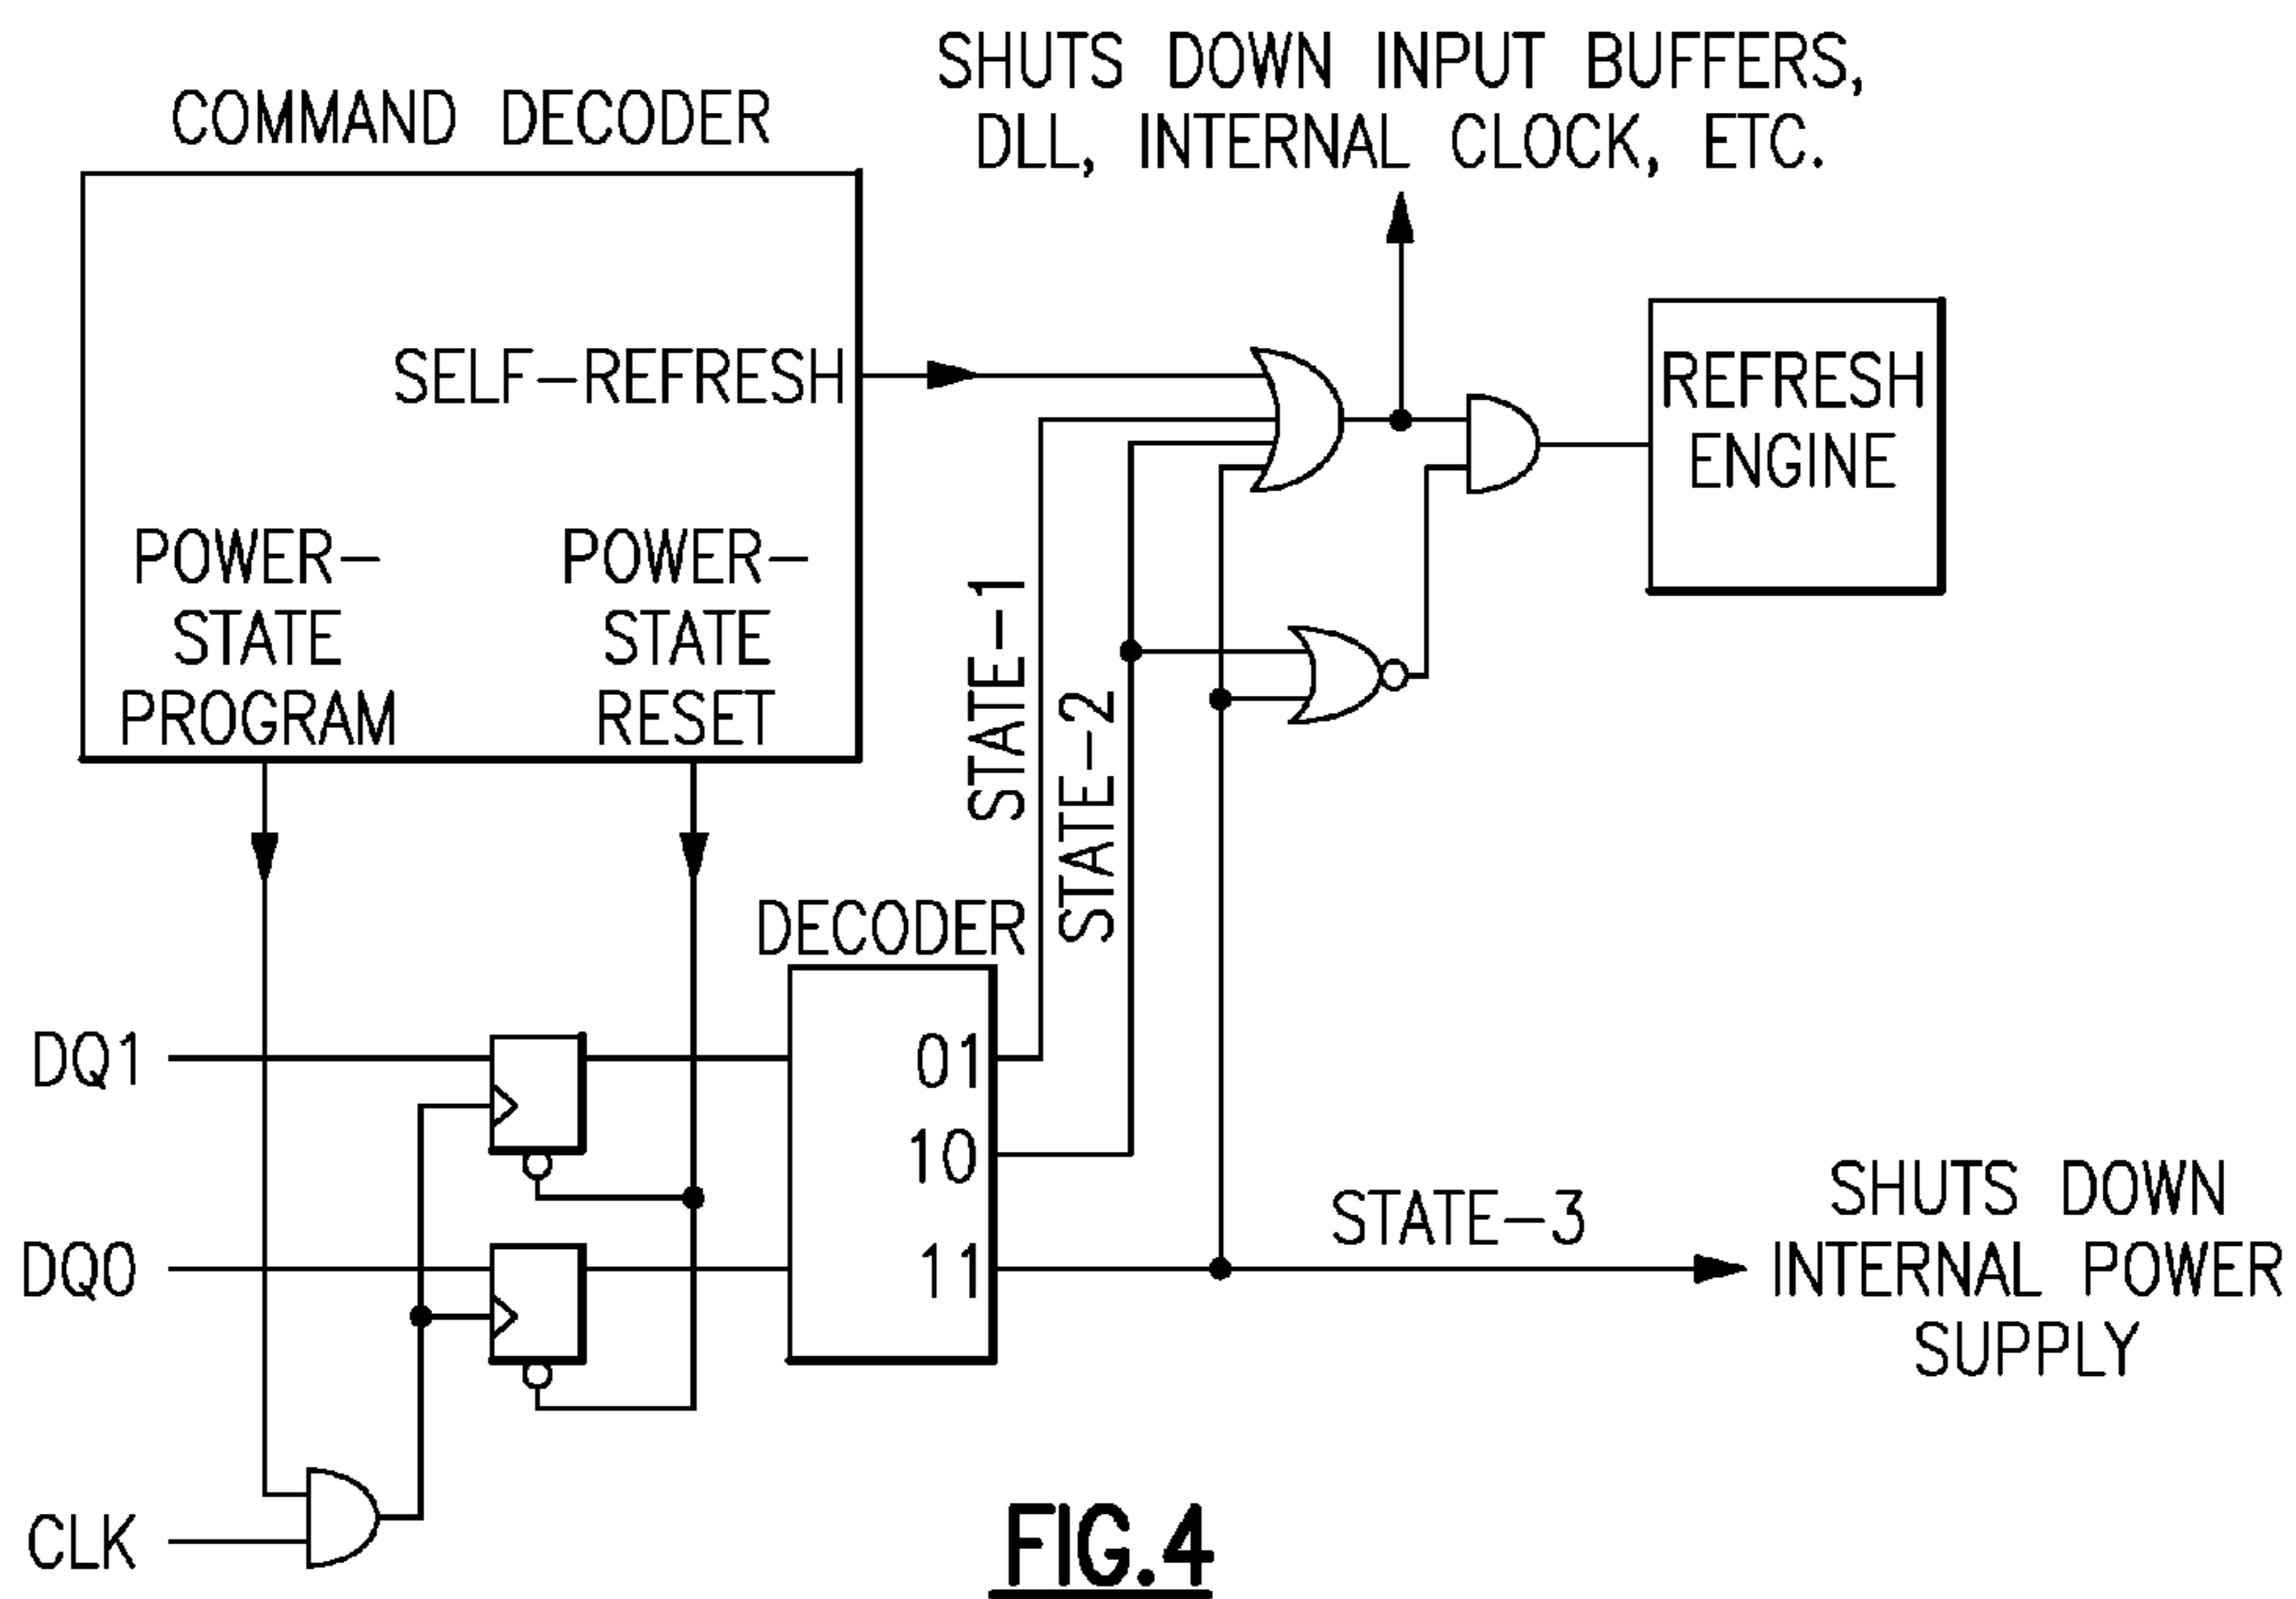 SHUTS DOWN INPUT BUFFERS,
DLL, INTERNAL CLOCK, ETC.
COMMAND DECODER
SELF-REFRESH
REFRESH
ENGINE
POWER-
STATE
PROGRAM
POWER-
STATE
RESET
STATE-1
STATE-2
DECODER
DQ1
01
10
DQ0
11
STATE-3
SHUTS DOWN
INTERNAL POWER
SUPPLY
CLK
FIG.4